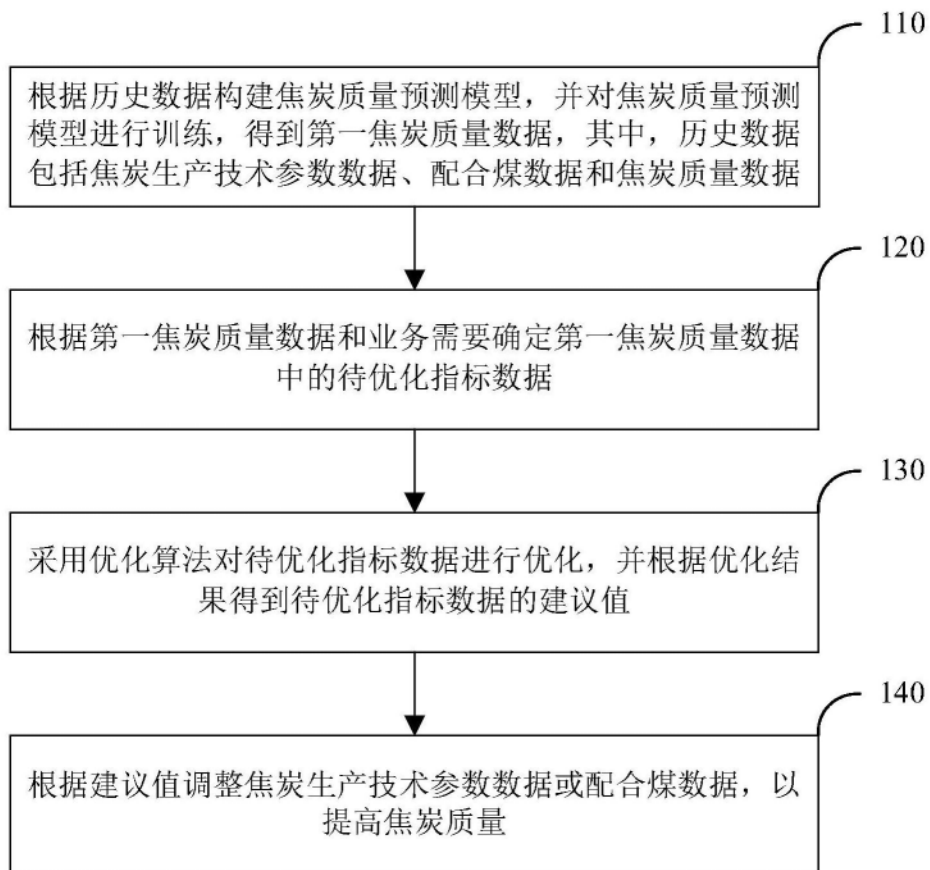 110
根据历史数据构建焦炭质量预测模型，并对焦炭质量预测
模型进行训练，得到第一焦炭质量数据，其中，历史数据
包括焦炭生产技术参数数据、配合煤数据和焦炭质量数据
120
根据第一焦炭质量数据和业务需要确定第一焦炭质量数据
中的待优化指标数据
130
采用优化算法对待优化指标数据进行优化，并根据优化结
果得到待优化指标数据的建议值
140
根据建议值调整焦炭生产技术参数数据或配合煤数据，以
提高焦炭质量